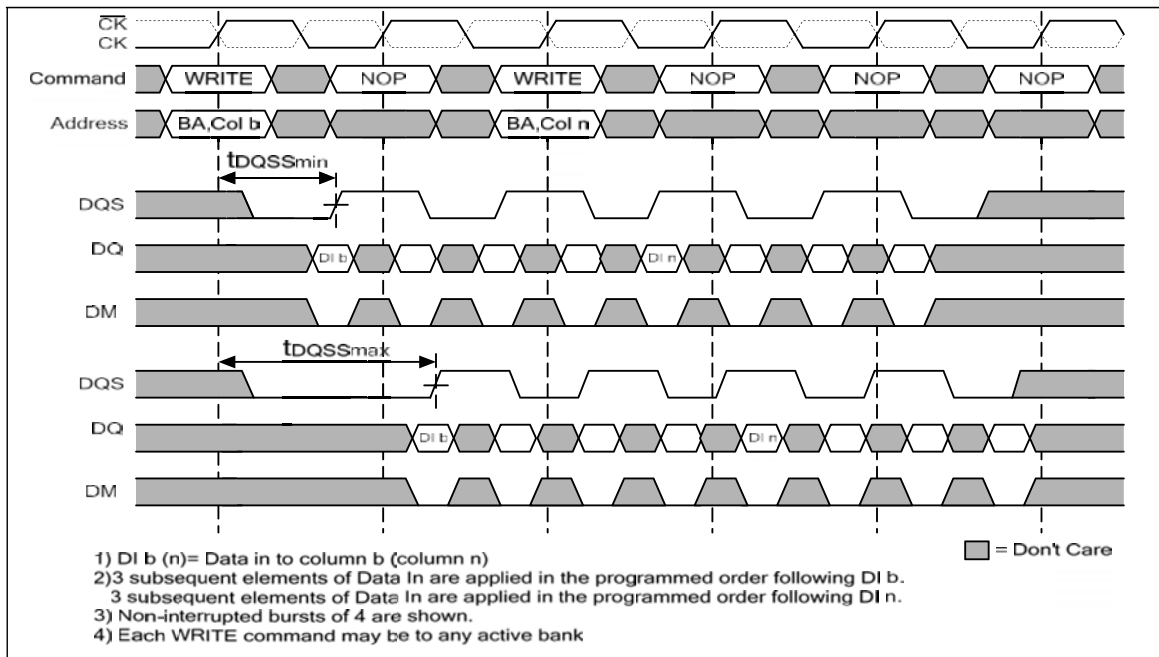 CK
CK
Command WRITE NOP WRITE NOP NOP NOP
Address BA,Col b BA,Col n
tDQSSmin
DQS
DQ DI b DI n
DM
tDQSSmax
DQS
DQ DI b DI n
DM
1) DI b (n)= Data in to column b (column n)
= Don't Care
2)3 subsequent elements of Data In are applied in the programmed order following DI b.
3 subsequent elements of Data In are applied in the programmed order following DI n.
3) Non-interrupted bursts of 4 are shown.
4) Each WRITE command may be to any active bank